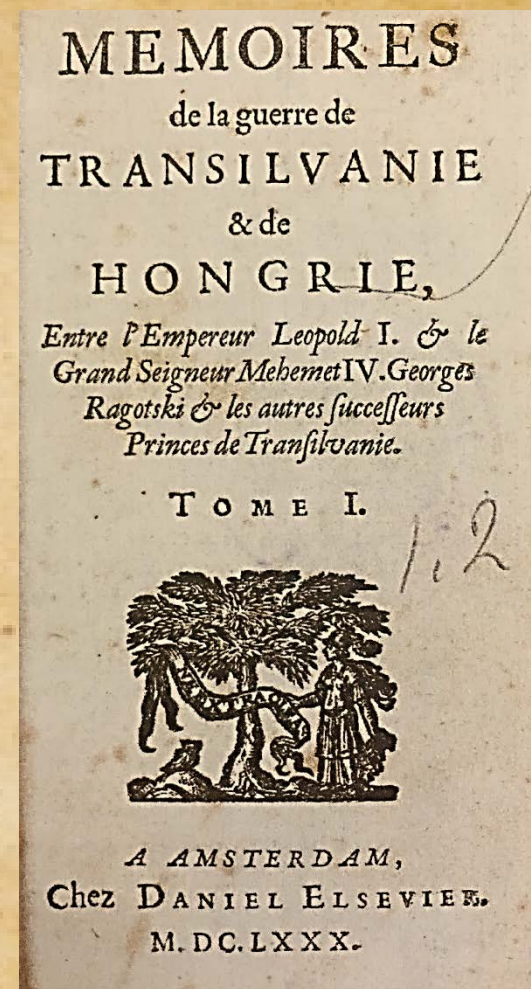 MEMOIRES
de la guerre de
TRANSILVANIE
& de
HONGRIE,
Entre l'Empereur Leopold I. & le
Grand Seigneur Mehemet IV. Georges
Ragotski & les autres ſucceſſeurs
Princes de Tranſilvanie.
TOME I.
1,2
A AMSTERDAM,
Chez DANIEL ELSEVIER.
M. DC. LXXX.